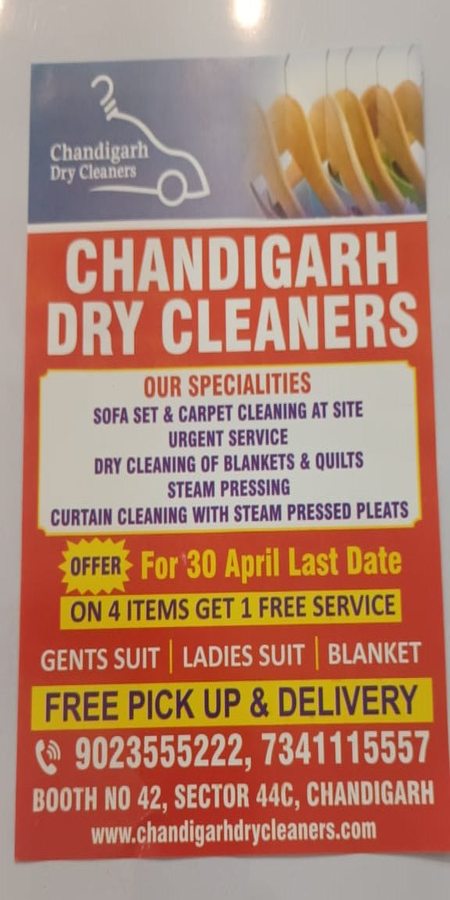 Chandigarh
Dry Cleaners
CHANDIGARH
DRY CLEANERS
OUR SPECIALITIES
SOFA SET & CARPET CLEANING AT SITE
URGENT SERVICE
DRY CLEANING OF BLANKETS & QUILTS
STEAM PRESSING
CURTAIN CLEANING WITH STEAM PRESSED PLEATS
OFFER For 30 April Last Date
ON 4 ITEMS GET 1 FREE SERVICE
GENTS SUIT | LADIES SUIT | BLANKET
FREE PICK UP & DELIVERY
9023555222, 7341115557
BOOTH NO 42, SECTOR 44C, CHANDIGARH
www.chandigarhdrycleaners.com